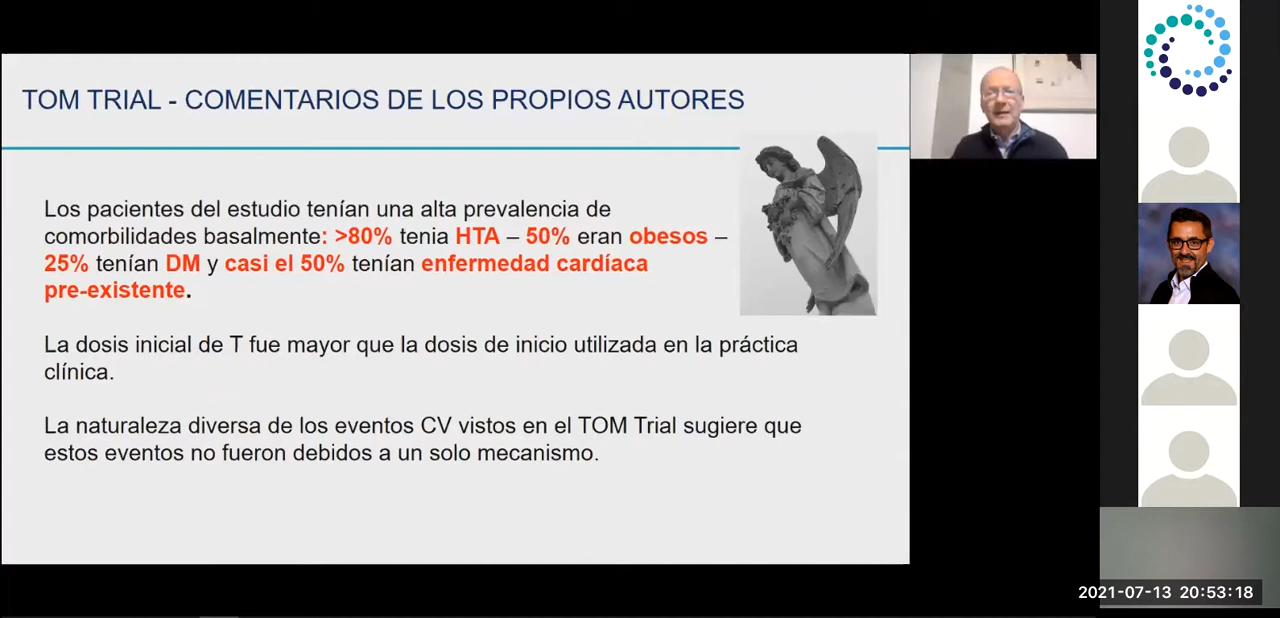 TOM TRIAL - COMENTARIOS DE LOS PROPIOS AUTORES
Los pacientes del estudio tenían una alta prevalencia de
comorbilidades basalmente: >80% tenia HTA – 50% eran obesos –
25% tenían DM y casi el 50% tenían enfermedad cardíaca
pre-existente.
La dosis inicial de T fue mayor que la dosis de inicio utilizada en la práctica
clínica.
La naturaleza diversa de los eventos CV vistos en el TOM Trial sugiere que
estos eventos no fueron debidos a un solo mecanismo.
2021-07-13 20:53:18